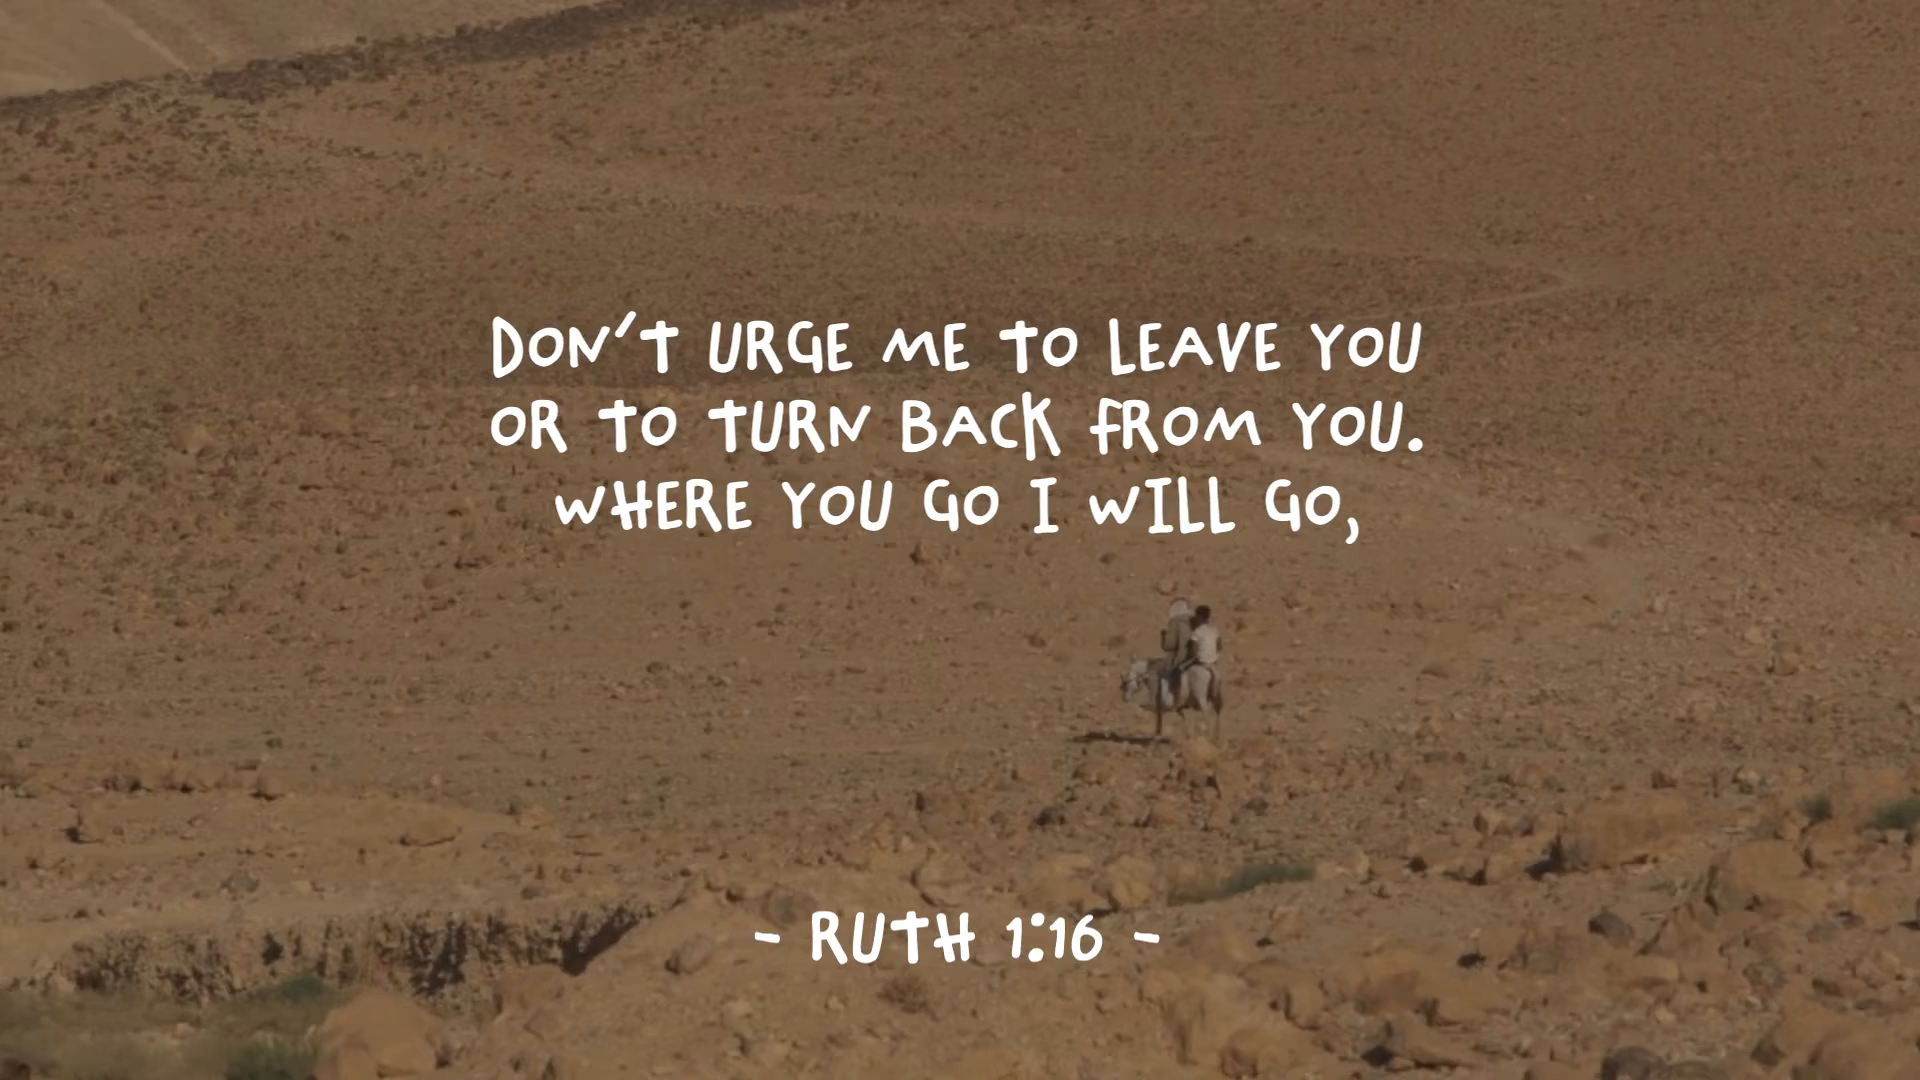 DON'T URGE ME TO LEAVE YOU
OR TO TURN BACK FROM YOU.
WHERE YOU GO I WILL GO,
- RUTH 1:16 -